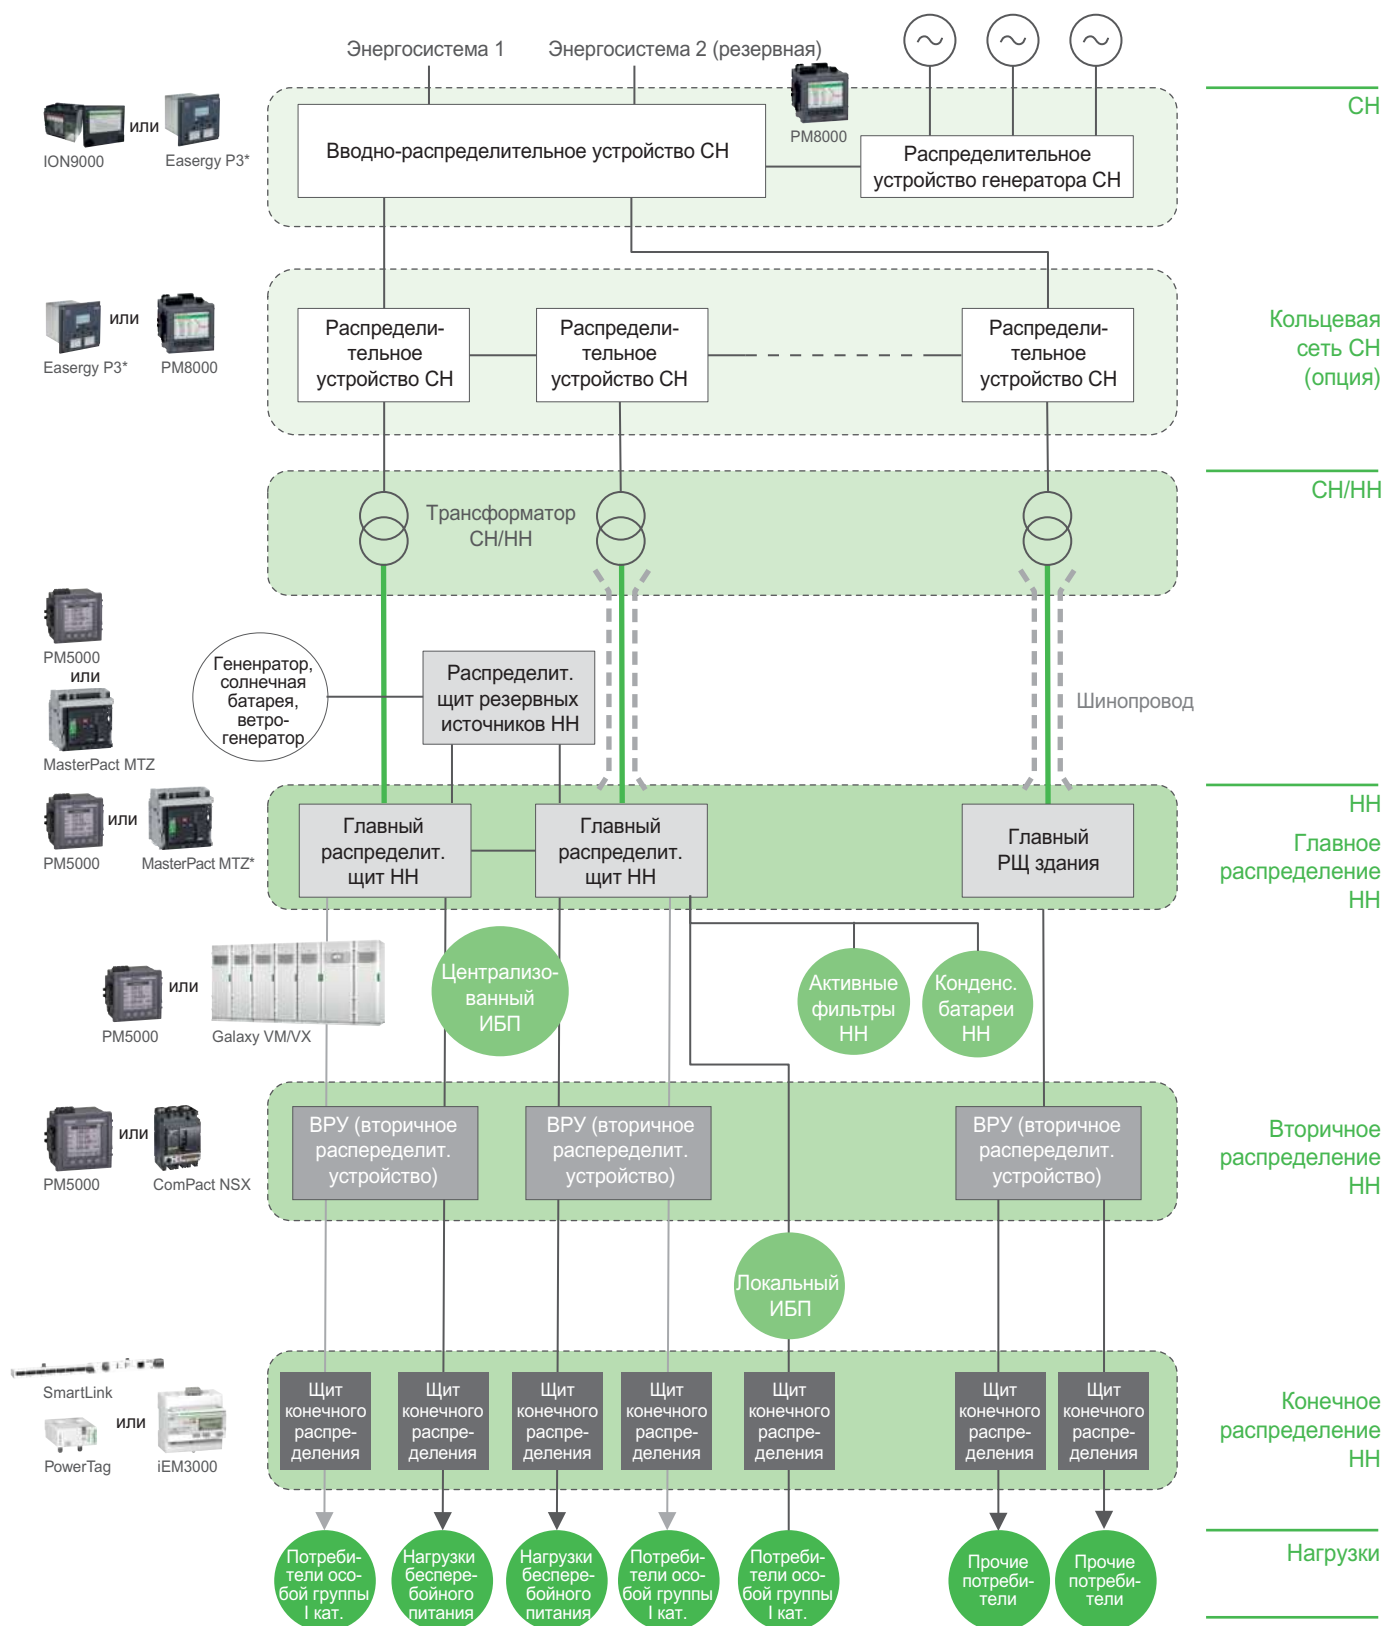 Энергосистема 1
Энергосистема 2 (резервная)
СН
ION9000
или
Easergy P3*
PM8000
Вводно-распределительное устройство СН
Распределительное
устройство генератора СН
Easergy P3*
или
PM8000
Распредели-
тельное
устройство СН
Распредели-
тельное
устройство СН
Распредели-
тельное
устройство СН
Кольцевая
сеть СН
(опция)
Трансформатор
СН/НН
СН/НН
PM5000
или
MasterPact MTZ
Гененратор,
солнечная
батарея,
ветро-
генератор
Распределит.
щит резервных
источников НН
Шинопровод
PM5000
или
MasterPact MTZ*
Главный
распределит.
щит НН
Главный
распределит.
щит НН
Главный
РЩ здания
НН
Главное
распределение
НН
PM5000
или
Galaxy VM/VX
Централизо-
ванный
ИБП
Активные
фильтры
НН
Конденс.
батареи
НН
PM5000
или
ComPact NSX
ВРУ (вторичное
распеределит.
устройство)
ВРУ (вторичное
распеределит.
устройство)
ВРУ (вторичное
распеределит.
устройство)
Вторичное
распределение
НН
Локальный
ИБП
SmartLink
PowerTag
или
iEM3000
Щит
конечного
распре-
деления
Щит
конечного
распре-
деления
Щит
конечного
распре-
деления
Щит
конечного
распре-
деления
Щит
конечного
распре-
деления
Щит
конечного
распре-
деления
Щит
конечного
распре-
деления
Конечное
распределение
НН
Потреби-
тели осо-
бой группы
I кат.
Нагрузки
беспере-
бойного
питания
Нагрузки
беспере-
бойного
питания
Потреби-
тели осо-
бой группы
I кат.
Потреби-
тели осо-
бой группы
I кат.
Прочие
потреби-
тели
Прочие
потреби-
тели
Нагрузки